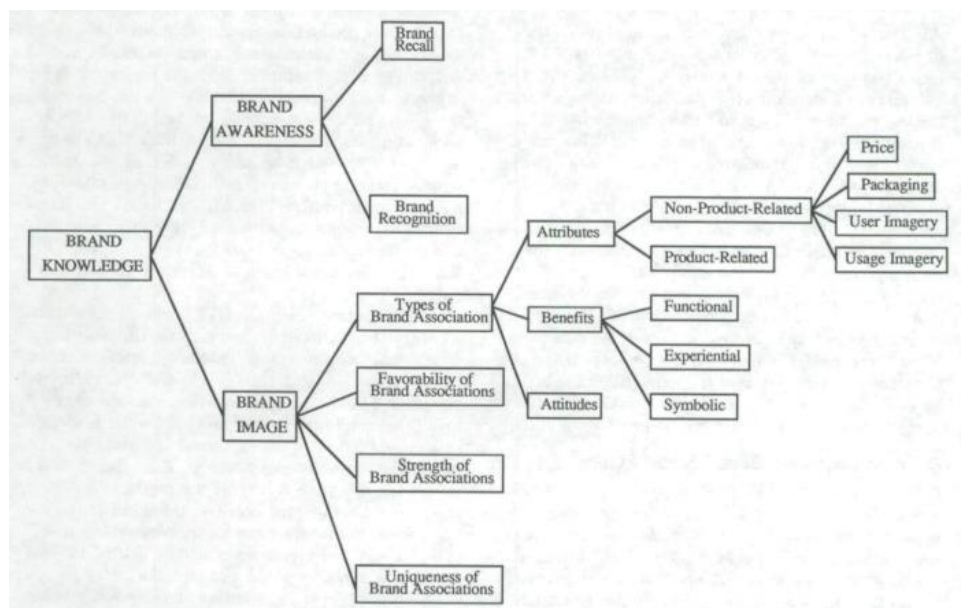 Brand
Recall
BRAND
AWARENESS
Brand
Recognition
BRAND
KNOWLEDGE
Types of
Brand Association
Favorability of
Brand Associations
BRAND
IMAGE
Strength of
Brand Associations
Uniqueness of
Brand Associations
Attributes
Benefits
Attitudes
Non-Product-Related
Product-Related
Functional
Experiential
Symbolic
Price
Packaging
User Imagery
Usage Imagery